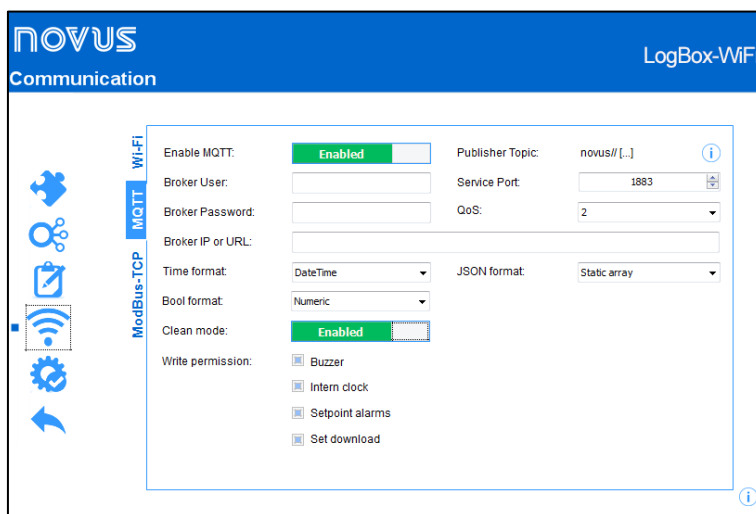 novus
LogBox-WiFi
Communication
Wi-Fi
MQTT
ModBus-TCP
Enable MQTT: Enabled Publisher Topic: novus// [...]
Broker User: Service Port: 1883
Broker Password: QoS: 2
Broker IP or URL:
Time format: DateTime JSON format: Static array
Bool format: Numeric
Clean mode: Enabled
Write permission: Buzzer
Intern clock
Setpoint alarms
Set download